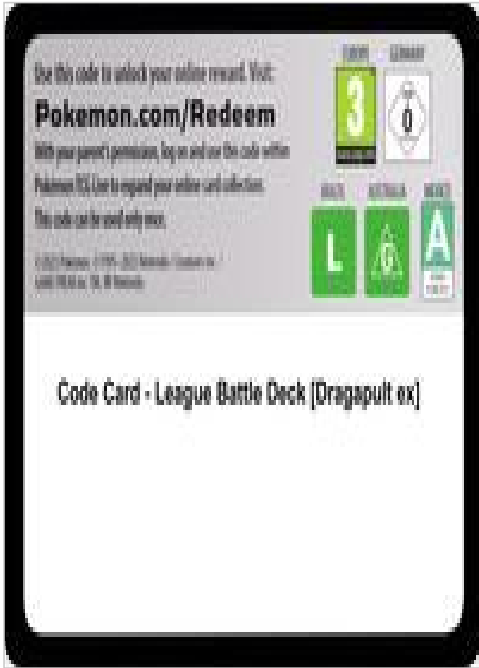 Use this code to unlock your online reward. Visit:
Pokemon.com/Redeem
With your parent's permission, log on and use this code within
Pokémon TCG Live to expand your online card collection.
This code can be used only once.
EUROPE GERMANY
3
0
BRAZIL AUSTRALIA MEXICO
L
G
A
Code Card - League Battle Deck [Dragapult ex]